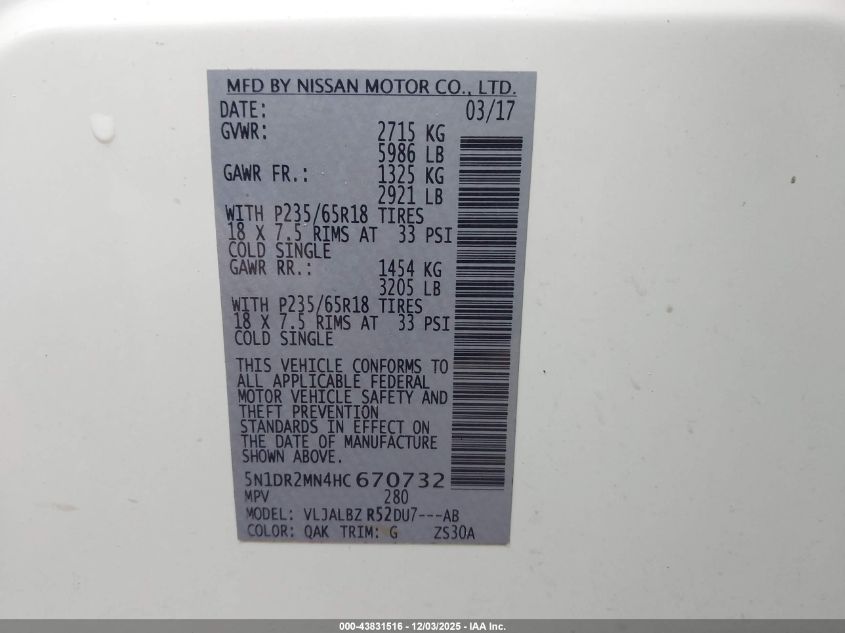 MFD BY NISSAN MOTOR CO., LTD.
DATE: 03/17
GVWR: 2715 KG
5986 LB
GAWR FR.: 1325 KG
2921 LB
WITH P235/65R18 TIRES
18 X 7.5 RIMS AT 33 PSI
COLD SINGLE
GAWR RR.: 1454 KG
3205 LB
WITH P235/65R18 TIRES
18 X 7.5 RIMS AT 33 PSI
COLD SINGLE
THIS VEHICLE CONFORMS TO
ALL APPLICABLE FEDERAL
MOTOR VEHICLE SAFETY AND
THEFT PREVENTION
STANDARDS IN EFFECT ON
THE DATE OF MANUFACTURE
SHOWN ABOVE.
5N1DR2MN4HC670732
MPV 280
MODEL: VLJALBZ R52DU7---AB
COLOR: QAK TRIM: G ZS30A
000-43831516 - 12/03/2025 - IAA Inc.